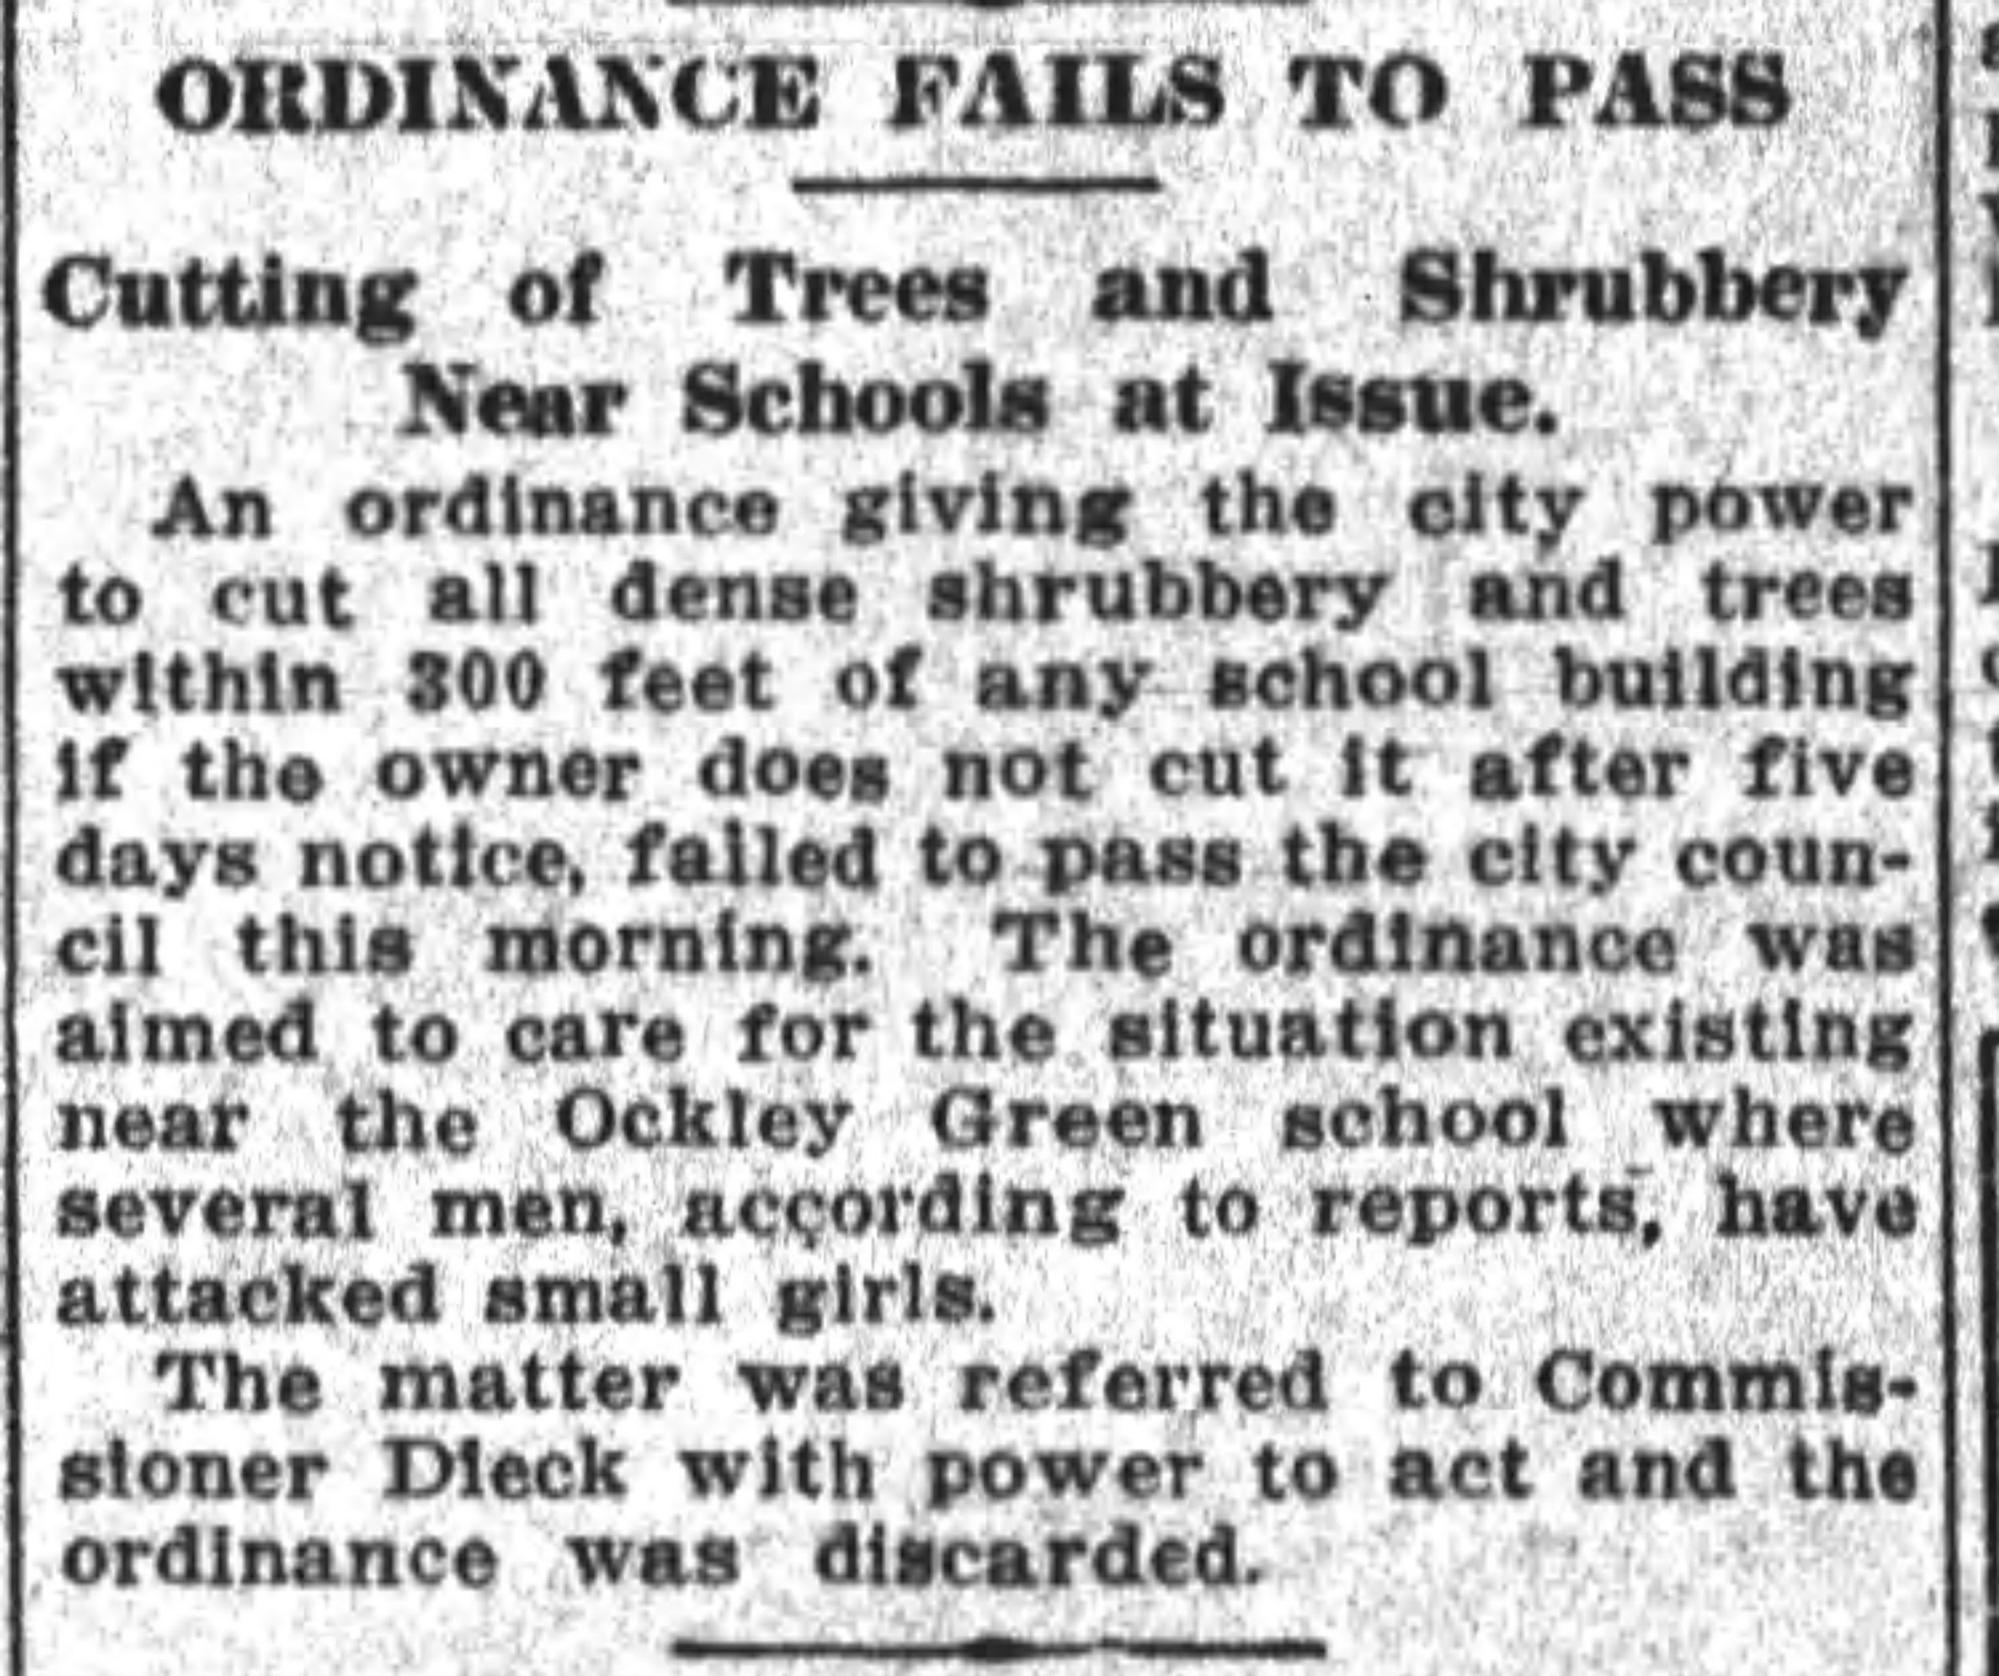 ORDINANCE FAILS TO PASS
Cutting of Trees and Shrubbery
Near Schools at Issue.
An ordinance giving the city power
to cut all dense shrubbery and trees
within 300 feet of any school building
if the owner does not cut it after five
days notice, failed to pass the city coun-
cil this morning. The ordinance was
aimed to care for the situation existing
near the Ockley Green school where
several men, according to reports, have
attacked small girls.
The matter was referred to Commis-
sioner Dieck with power to act and the
ordinance was discarded.